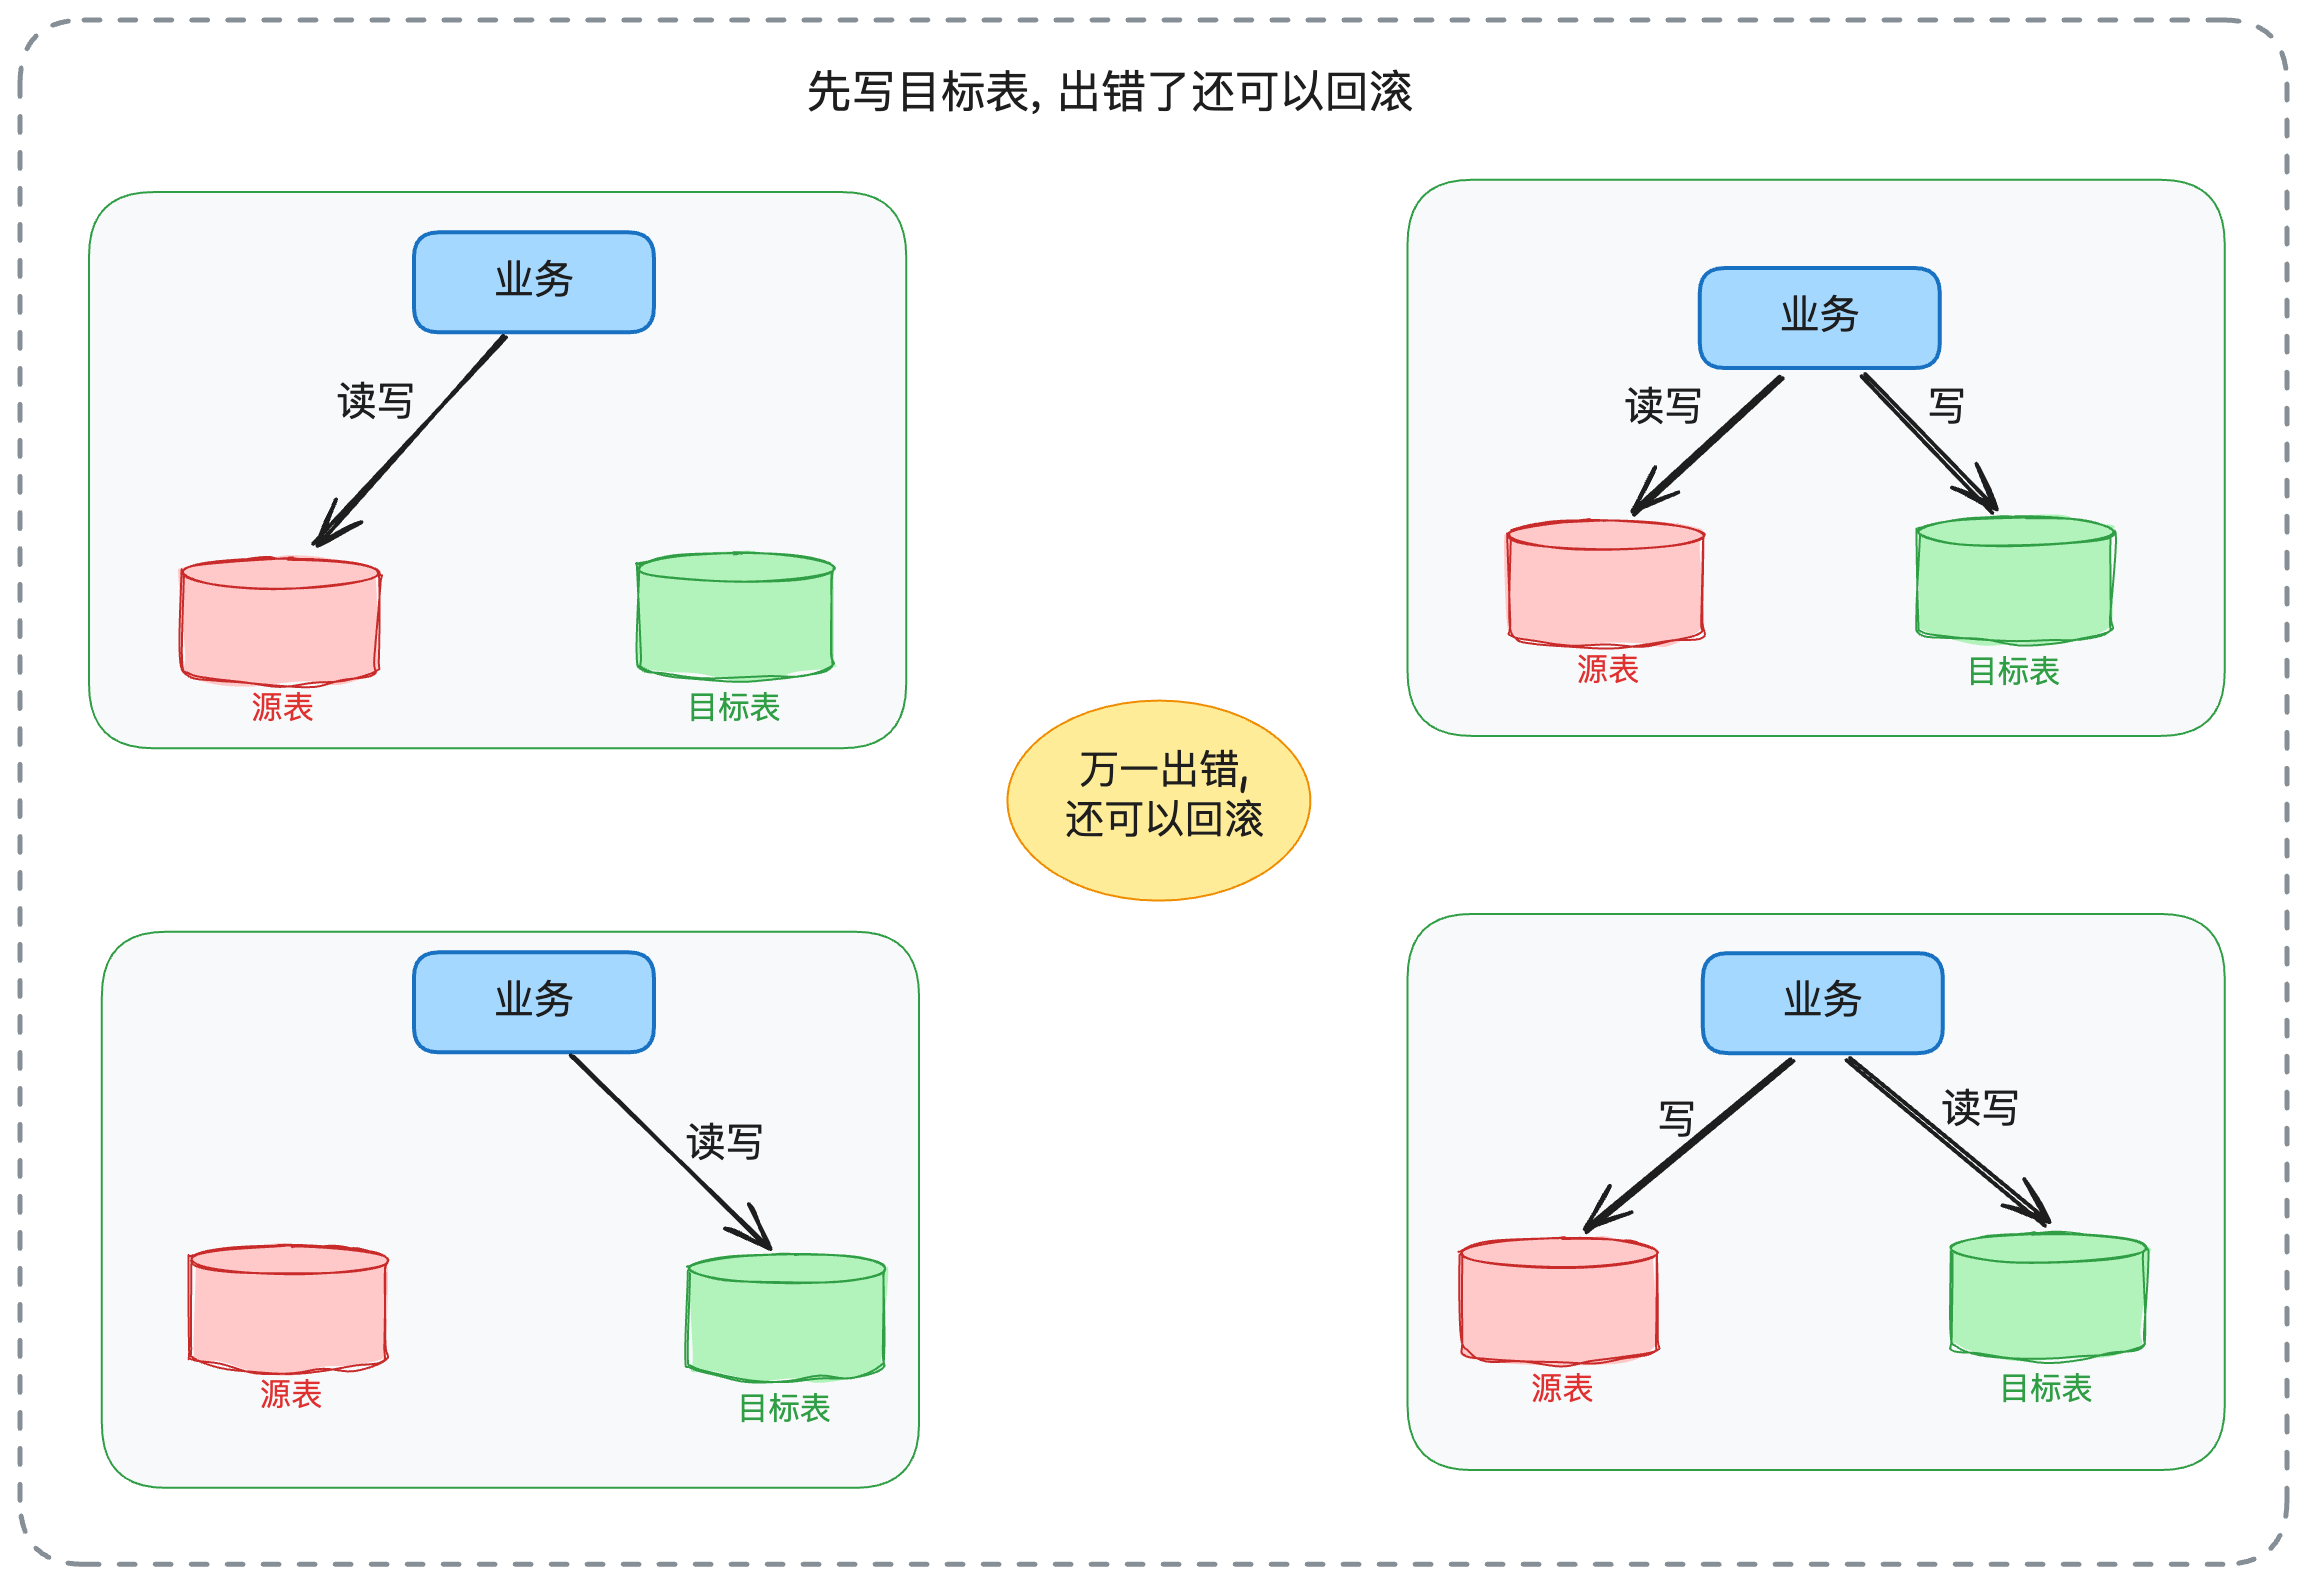 先写目标表, 出错了还可以回滚
业务
读写
源表
目标表
业务
读写
写
源表
目标表
万一出错,
还可以回滚
业务
读写
源表
目标表
业务
写
读写
源表
目标表